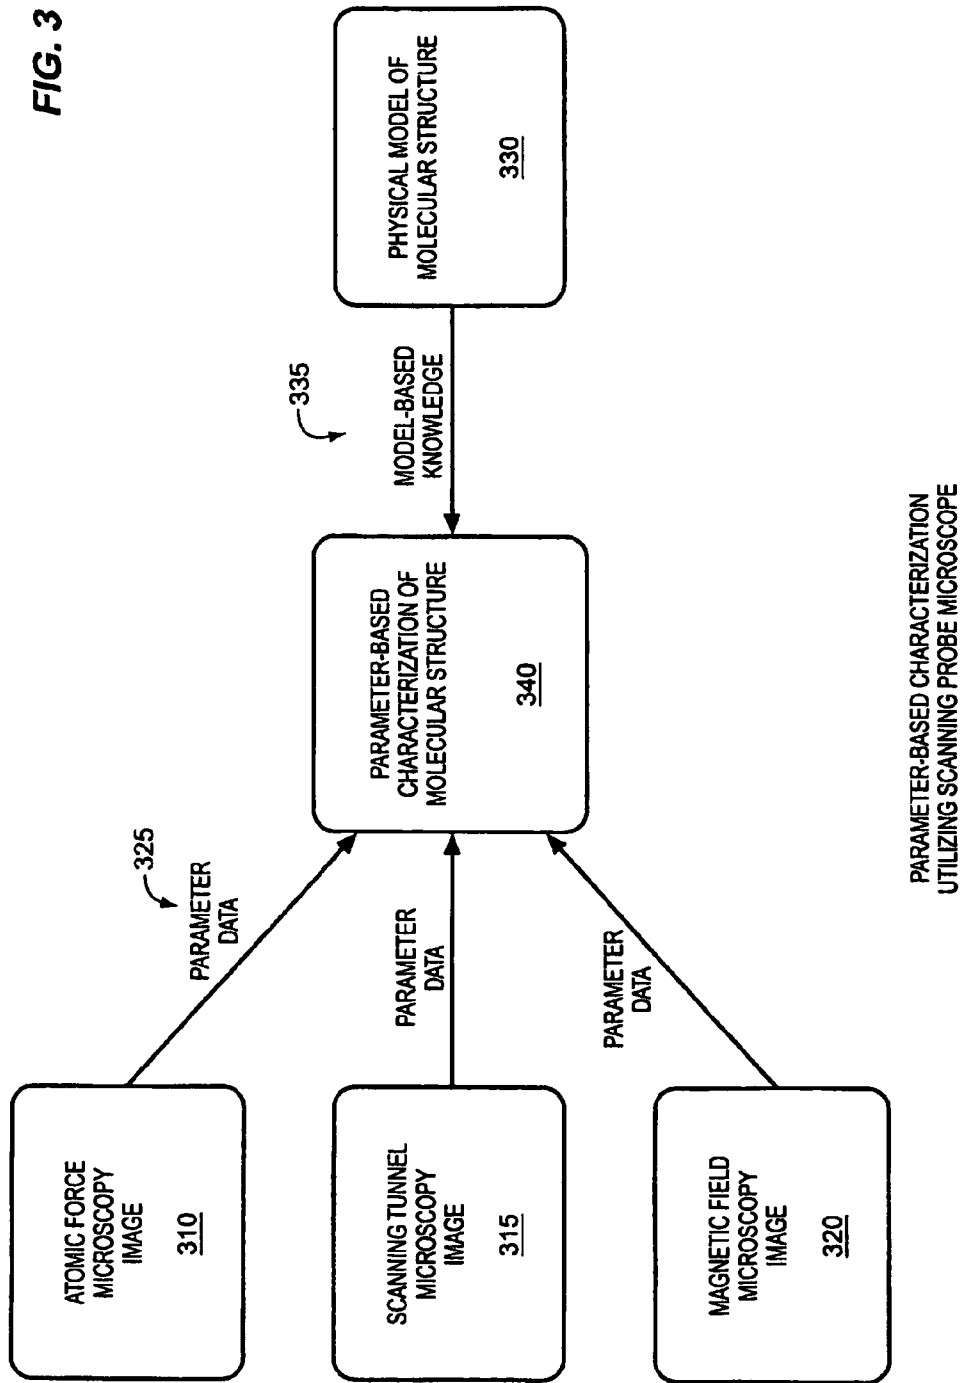 FIG. 3
ATOMIC FORCE
MICROSCOPY
IMAGE
310
SCANNING TUNNEL
MICROSCOPY
IMAGE
315
MAGNETIC FIELD
MICROSCOPY
IMAGE
320
325
PARAMETER
DATA
PARAMETER
DATA
PARAMETER
DATA
PARAMETER-BASED
CHARACTERIZATION OF
MOLECULAR STRUCTURE
340
335
MODEL-BASED
KNOWLEDGE
PHYSICAL MODEL OF
MOLECULAR STRUCTURE
330
PARAMETER-BASED CHARACTERIZATION
UTILIZING SCANNING PROBE MICROSCOPE